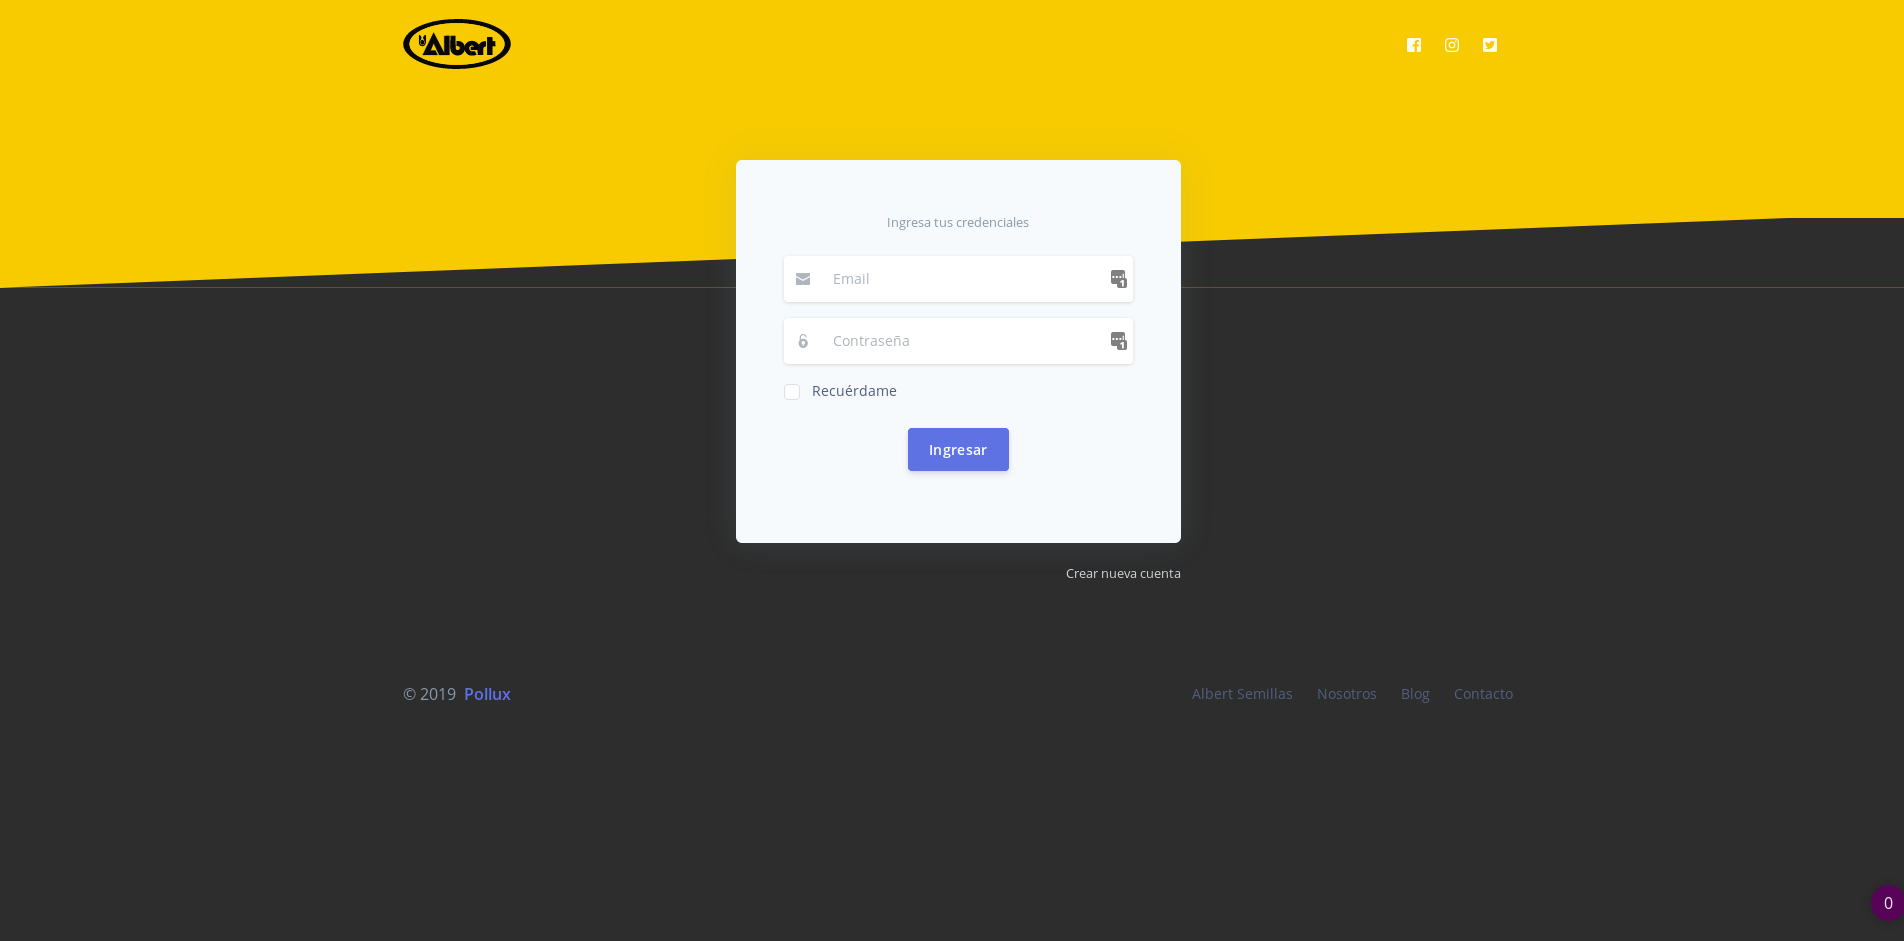 Albert
Ingresa tus credenciales
Email
Contraseña
Recuérdame
Ingresar
Crear nueva cuenta
© 2019 Pollux
Albert Semillas Nosotros Blog Contacto
0